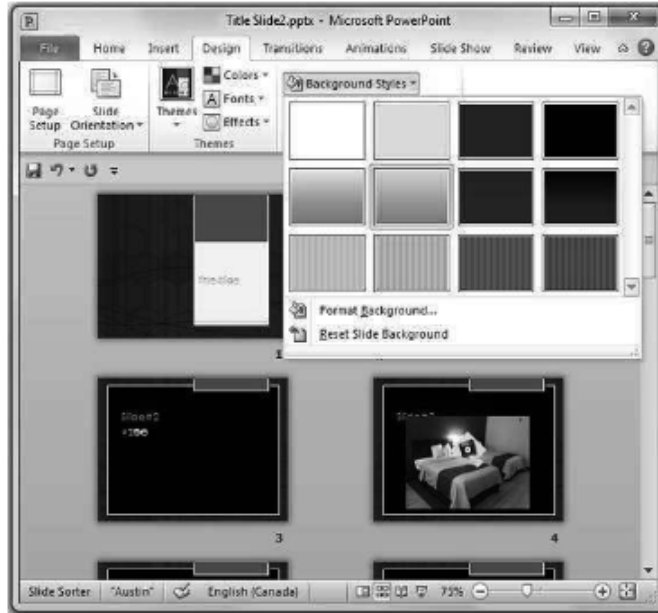 Title Slide2.pptx - Microsoft PowerPoint
File Home Insert Design Transitions Animations Slide Show Review View
Page Setup
Slide Orientation
Themes
Colors
Fonts
Effects
Background Styles
Page Setup
Themes
Format Background...
Reset Slide Background
1
3
4
Slide Sorter "Austin" English (Canada) 75%